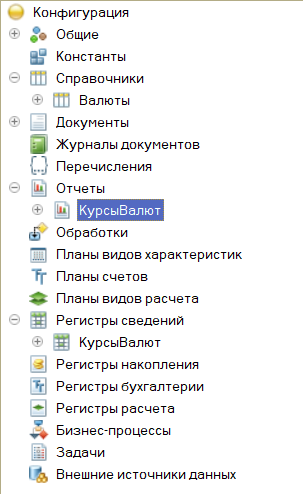 Конфигурация
Общие
Константы
Справочники
Валюты
Документы
Журналы документов
Перечисления
Отчеты
КурсыВалют
Обработки
Планы видов характеристик
Планы счетов
Планы видов расчета
Регистры сведений
КурсыВалют
Регистры накопления
Регистры бухгалтерии
Регистры расчета
Бизнес-процессы
Задачи
Внешние источники данных